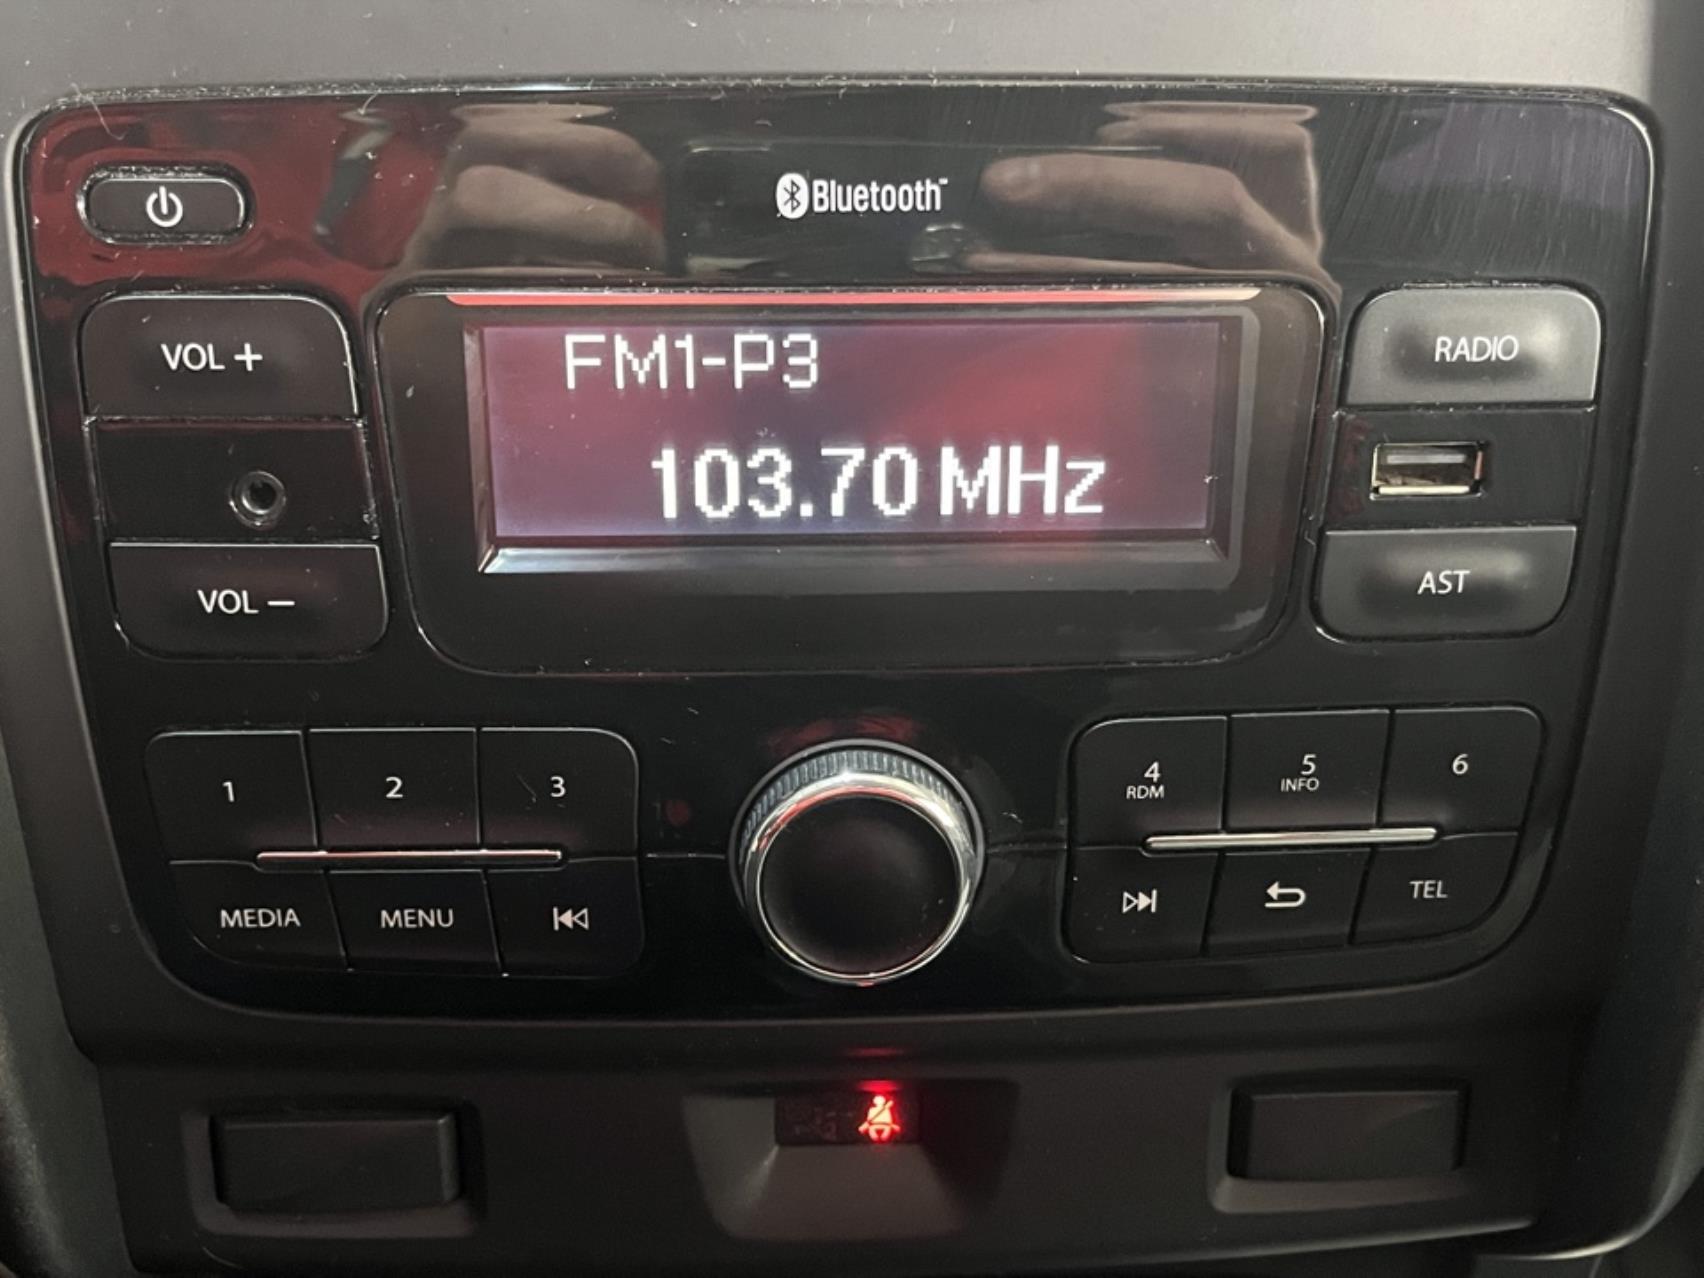 Bluetooth™
VOL +
FM1-P3
RADIO
103.70 MHz
VOL −
AST
1
2
3
4
RDM
5
INFO
6
MEDIA
MENU
TEL